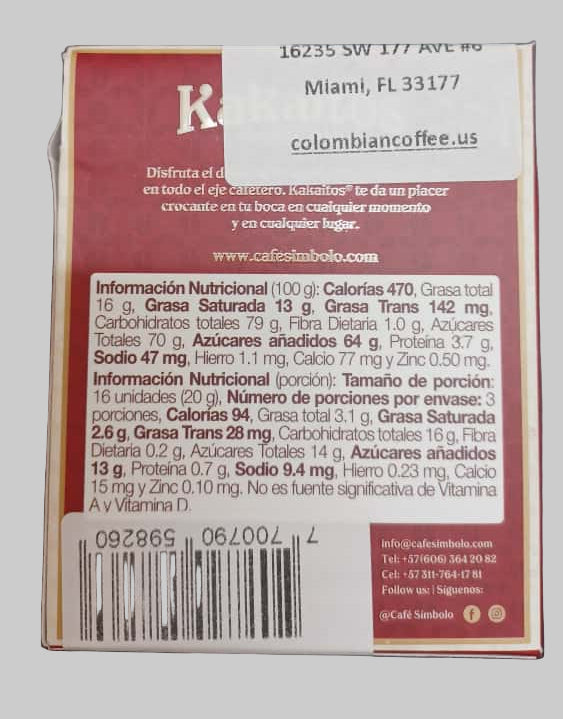 16235 SW 177 AVE #6
Miami, FL 33177
colombiancoffee.us
Disfruta el d
en todo el eje cafetero. Kakaitos® te da un placer
crocante en tu boca en cualquier momento
y en cualquier lugar.
www.cafesimbolo.com
Información Nutricional (100 g): Calorías 470, Grasa total
16 g, Grasa Saturada 13 g, Grasa Trans 142 mg,
Carbohidratos totales 79 g, Fibra Dietaria 1.0 g, Azúcares
Totales 70 g, Azúcares añadidos 64 g, Proteína 3.7 g,
Sodio 47 mg, Hierro 1.1 mg, Calcio 77 mg y Zinc 0.50 mg.
Información Nutricional (porción): Tamaño de porción:
16 unidades (20 g), Número de porciones por envase: 3
porciones, Calorías 94, Grasa total 3.1 g, Grasa Saturada
2.6 g, Grasa Trans 28 mg, Carbohidratos totales 16 g, Fibra
Dietaria 0.2 g, Azúcares Totales 14 g, Azúcares añadidos
13 g, Proteína 0.7 g, Sodio 9.4 mg, Hierro 0.23 mg, Calcio
15 mg y Zinc 0.10 mg. No es fuente significativa de Vitamina
A y Vitamina D.
7 700790 598260
info@cafesimbolo.com
Tel: +57(606) 364 20 82
Cel: +57 311-764-17 81
Follow us: | Síguenos:
@Café Símbolo